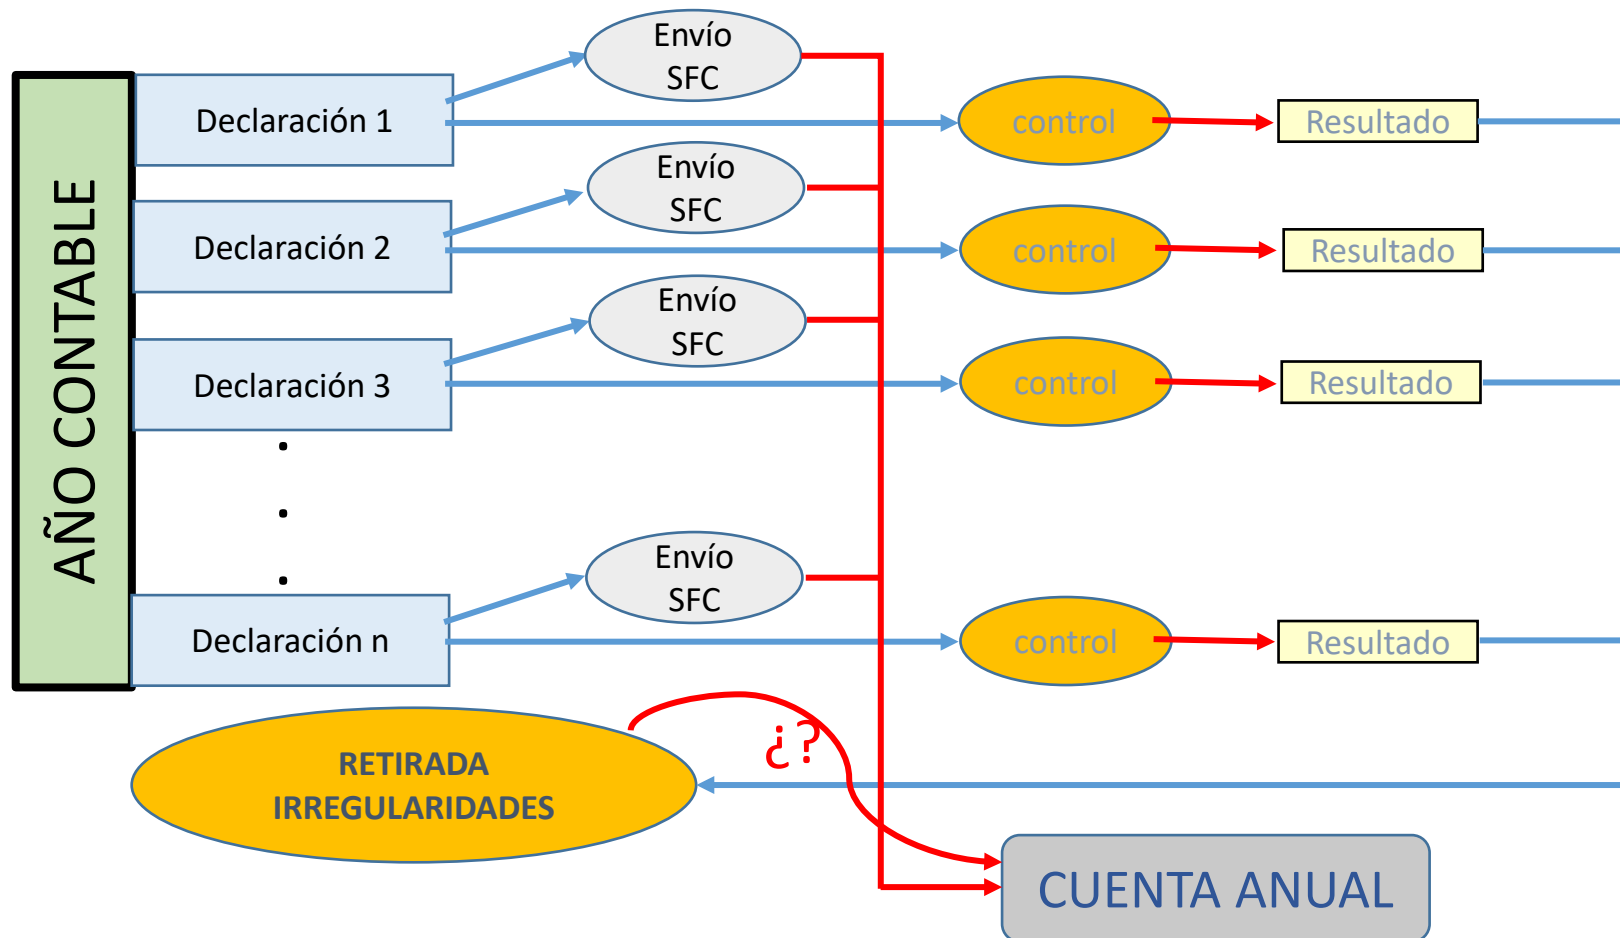 AÑO CONTABLE
Declaración 1
Envío
SFC
control
Resultado
Declaración 2
Envío
SFC
control
Resultado
Declaración 3
Envío
SFC
control
Resultado
.
.
.
Declaración n
Envío
SFC
control
Resultado
RETIRADA
IRREGULARIDADES
¿?
CUENTA ANUAL